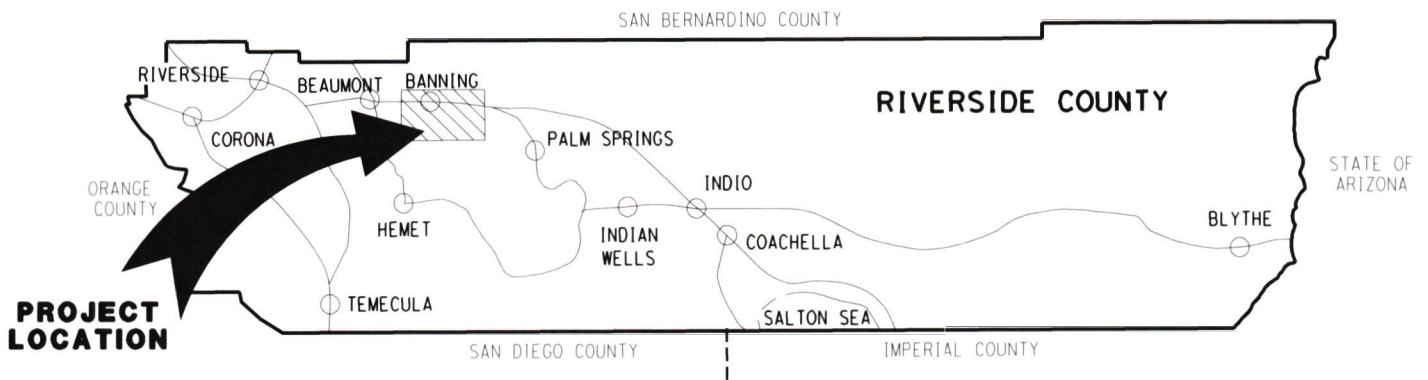 SAN BERNARDINO COUNTY
RIVERSIDE
BEAUMONT
BANNING
RIVERSIDE COUNTY
CORONA
PALM SPRINGS
STATE OF
ARIZONA
ORANGE
COUNTY
INDIO
HEMET
INDIAN
WELLS
COACHELLA
BLYTHE
PROJECT
LOCATION
TEMECULA
SALTON SEA
SAN DIEGO COUNTY
IMPERIAL COUNTY